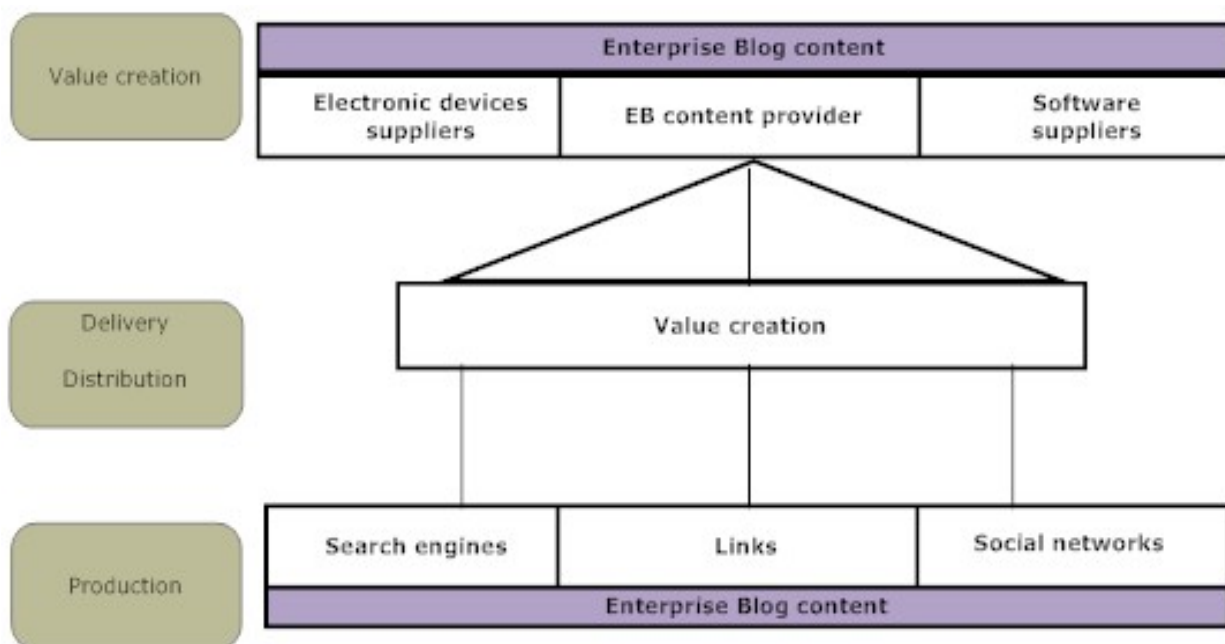 Value creation
Enterprise Blog content
Electronic devices
suppliers
EB content provider
Software
suppliers
Delivery
Distribution
Value creation
Production
Search engines
Links
Social networks
Enterprise Blog content